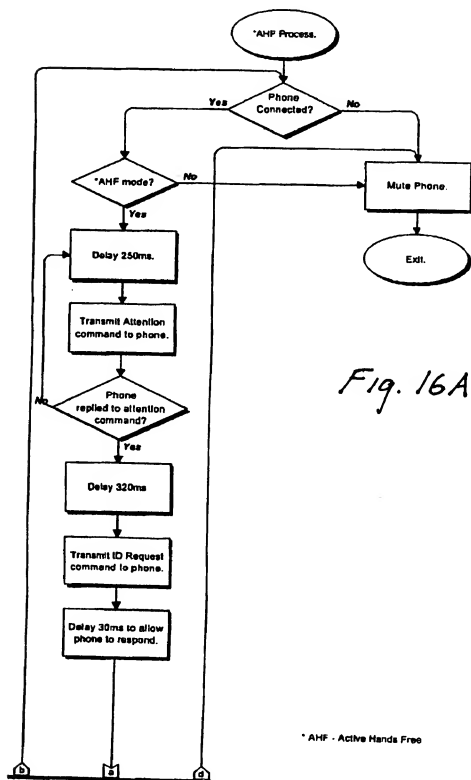 *AHF Process.
Phone
Connected?
Yes
No
*AHF mode?
No
Mute Phone.
Yes
Delay 250ms.
Exit.
Transmit Attention
command to phone.
Fig. 16A
Phone
replied to attention
command?
No
Yes
Delay 320ms
Transmit ID Request
command to phone.
Delay 30ms to allow
phone to respond.
* AHF - Active Hands Free
b
a
d